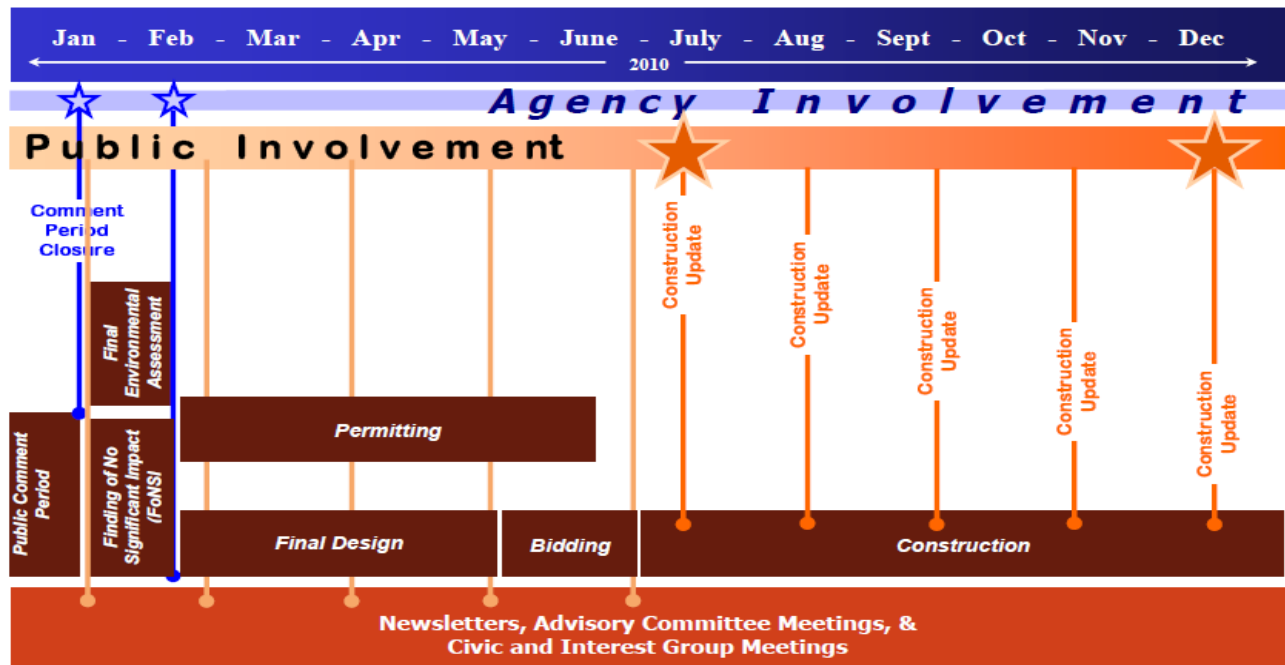 Jan - Feb - Mar - Apr - May - June - July - Aug - Sept - Oct - Nov - Dec
2010
Agency Involvement
Public Involvement
Comment
Period
Closure
Construction
Update
Construction
Update
Construction
Update
Construction
Update
Construction
Update
Final
Environmental
Assessment
Public Comment
Period
Finding of No
Significant Impact
(FoNSI
Permitting
Final Design
Bidding
Construction
Newsletters, Advisory Committee Meetings, &
Civic and Interest Group Meetings